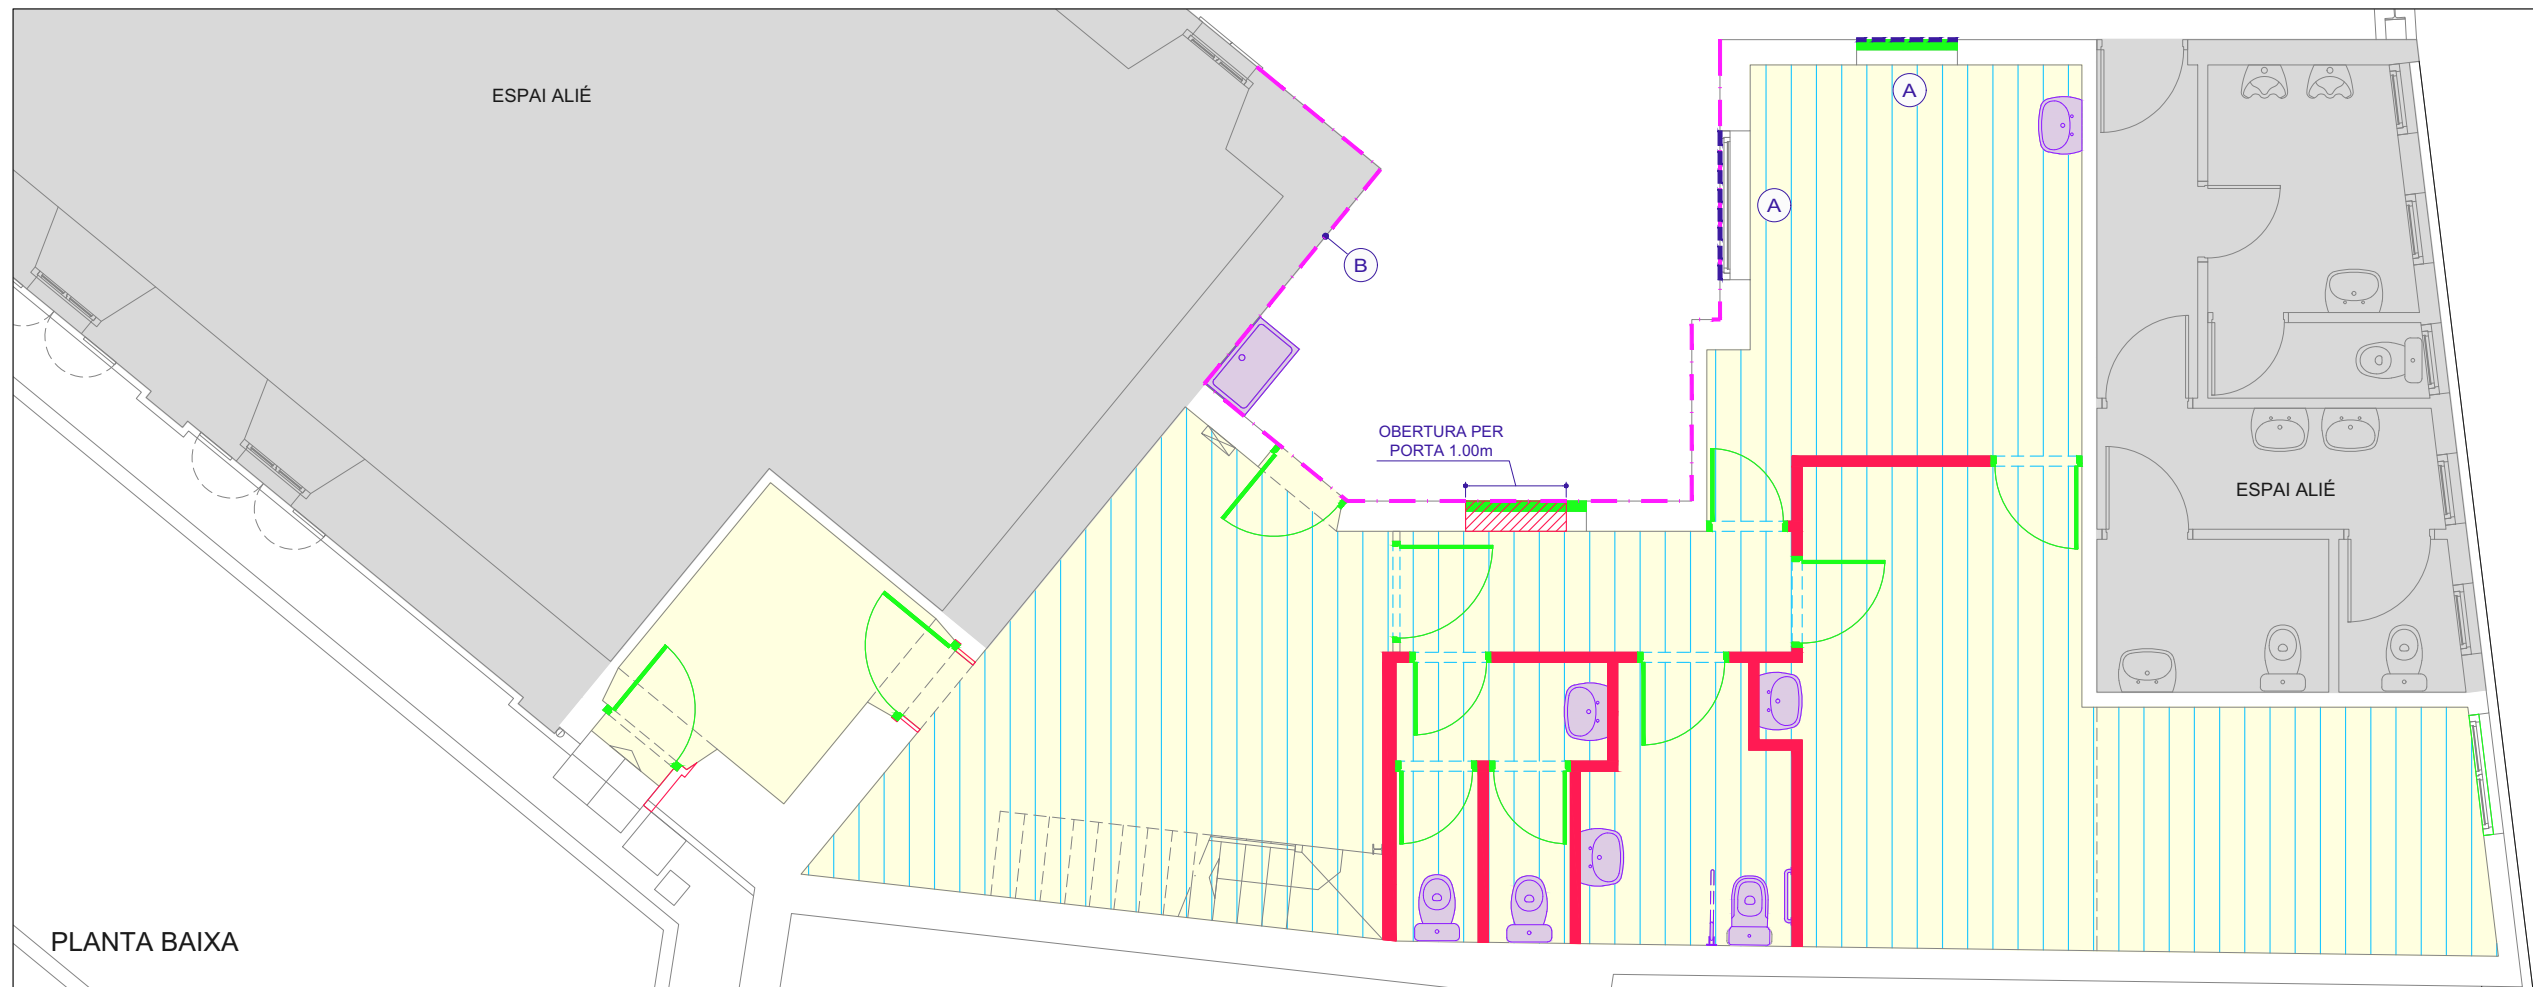 ESPAI ALIÉ
A
A
B
OBERTURA PER
PORTA 1.00m
ESPAI ALIÉ
PLANTA BAIXA